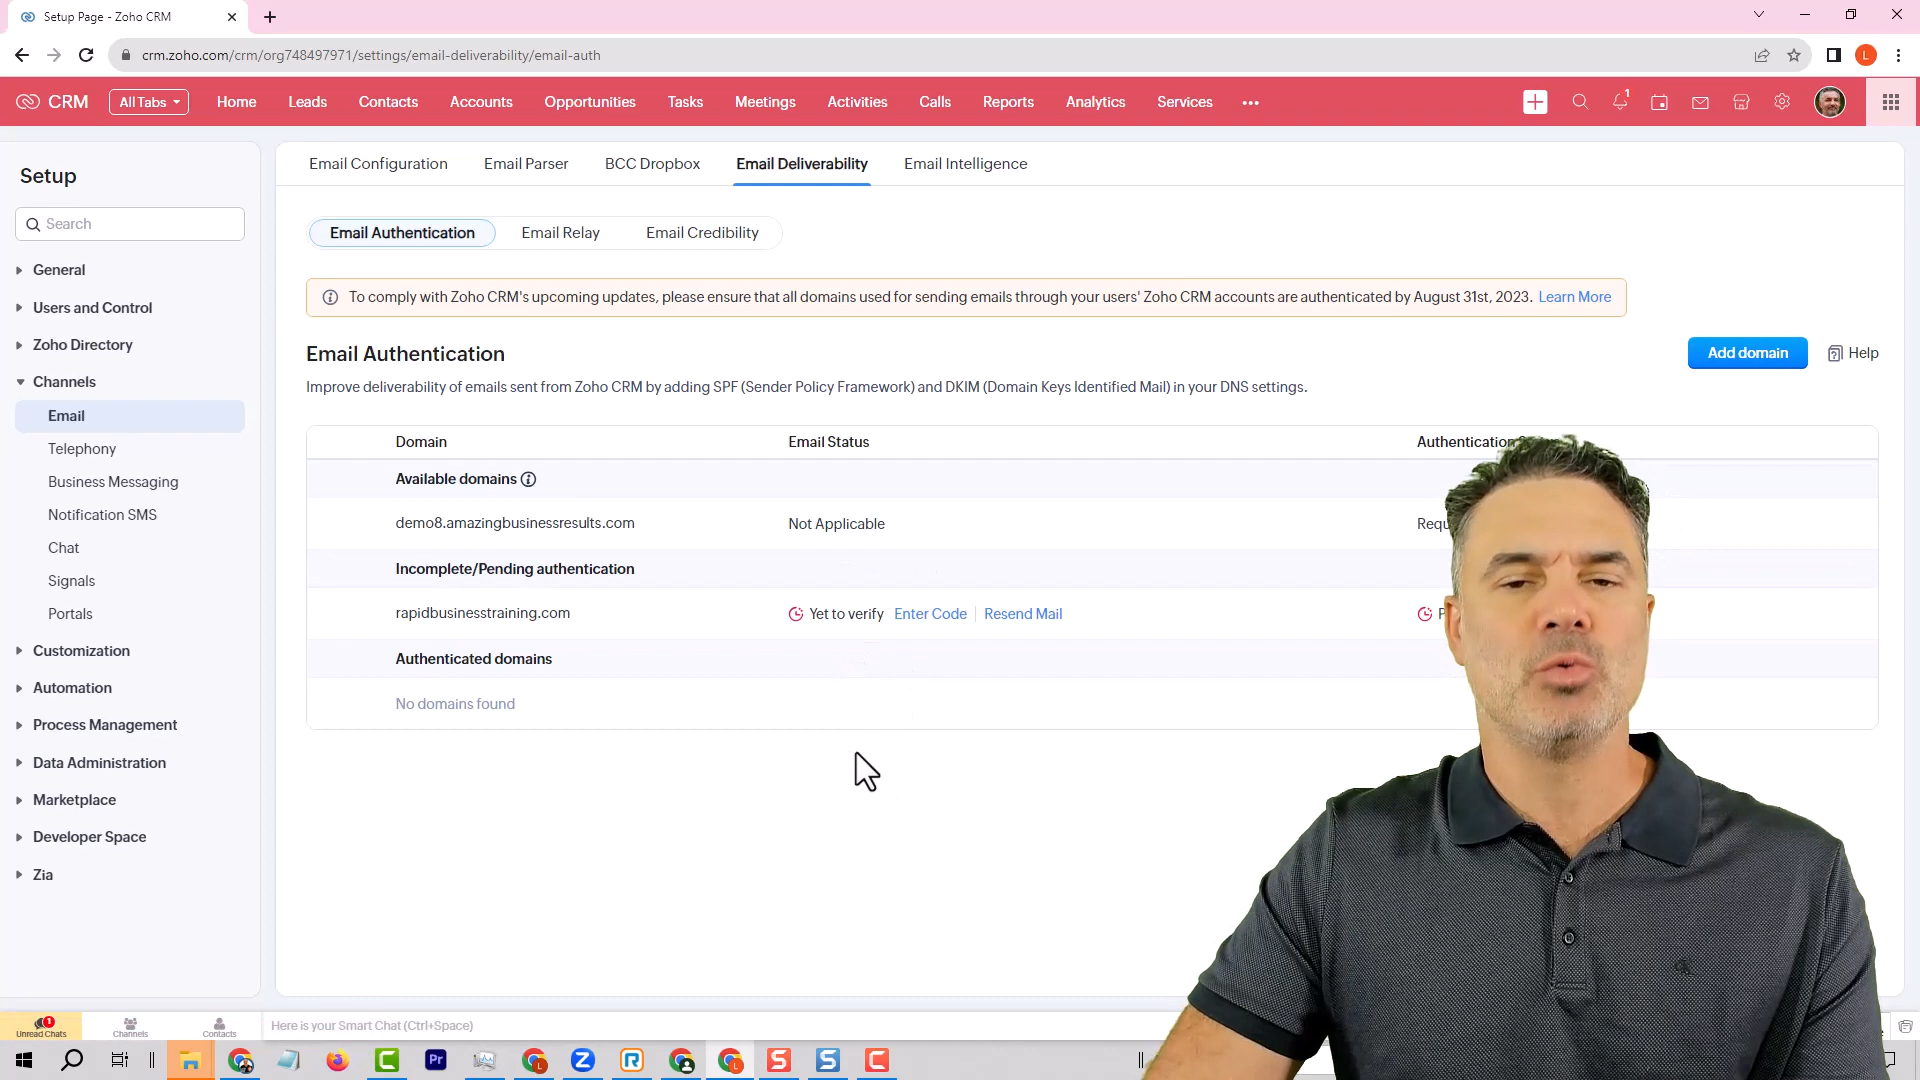 Setup Page - Zoho CRM
crm.zoho.com/crm/org748497971/settings/email-deliverability/email-auth
L
CRM
All Tabs
Home
Leads
Contacts
Accounts
Opportunities
Tasks
Meetings
Activities
Calls
Reports
Analytics
Services
1
Setup
Search
General
Users and Control
Zoho Directory
Channels
Email
Telephony
Business Messaging
Notification SMS
Chat
Signals
Portals
Customization
Automation
Process Management
Data Administration
Marketplace
Developer Space
Zia
Email Configuration
Email Parser
BCC Dropbox
Email Deliverability
Email Intelligence
Email Authentication
Email Relay
Email Credibility
To comply with Zoho CRM's upcoming updates, please ensure that all domains used for sending emails through your users' Zoho CRM accounts are authenticated by August 31st, 2023. Learn More
Email Authentication
Add domain
Help
Improve deliverability of emails sent from Zoho CRM by adding SPF (Sender Policy Framework) and DKIM (Domain Keys Identified Mail) in your DNS settings.
Domain
Email Status
Authentication
Available domains
demo8.amazingbusinessresults.com
Not Applicable
Incomplete/Pending authentication
rapidbusinesstraining.com
Yet to verify
Enter Code
Resend Mail
Authenticated domains
No domains found
1
Unread Chats
Channels
Contacts
Here is your Smart Chat (Ctrl+Space)